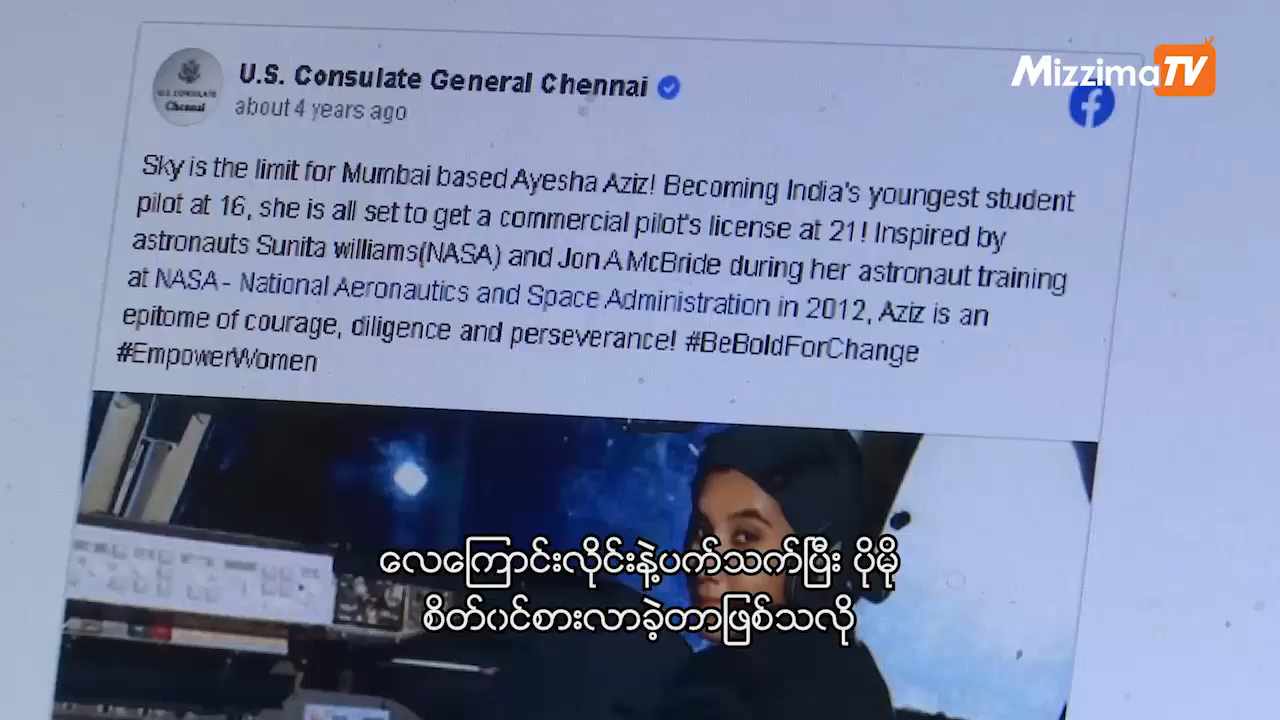 MizzimaTV
U.S. Consulate General Chennai
about 4 years ago
U.S. CONSULATE
Chennai
Sky is the limit for Mumbai based Ayesha Aziz! Becoming India's youngest student
pilot at 16, she is all set to get a commercial pilot's license at 21! Inspired by
astronauts Sunita williams(NASA) and Jon A McBride during her astronaut training
at NASA - National Aeronautics and Space Administration in 2012, Aziz is an
epitome of courage, diligence and perseverance! #BeBoldForChange
#EmpowerWomen
လေကြောင်းလိုင်းနဲ့ပက်သက်ပြီး ပိုမို
စိတ်ဝင်စားလာခဲ့တာဖြစ်သလို